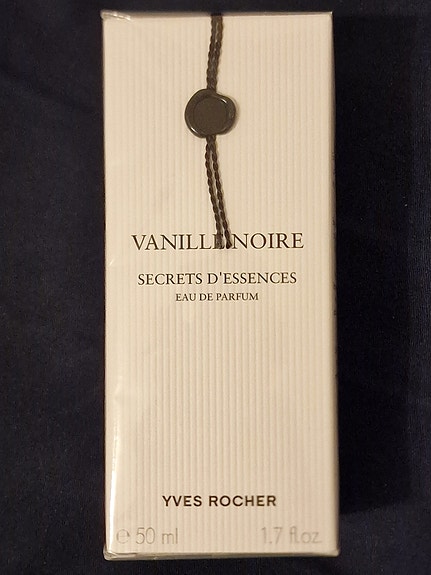 VANILLE NOIRE
SECRETS D'ESSENCES
EAU DE PARFUM
YVES ROCHER
℮ 50 ml 1.7 fl.oz.